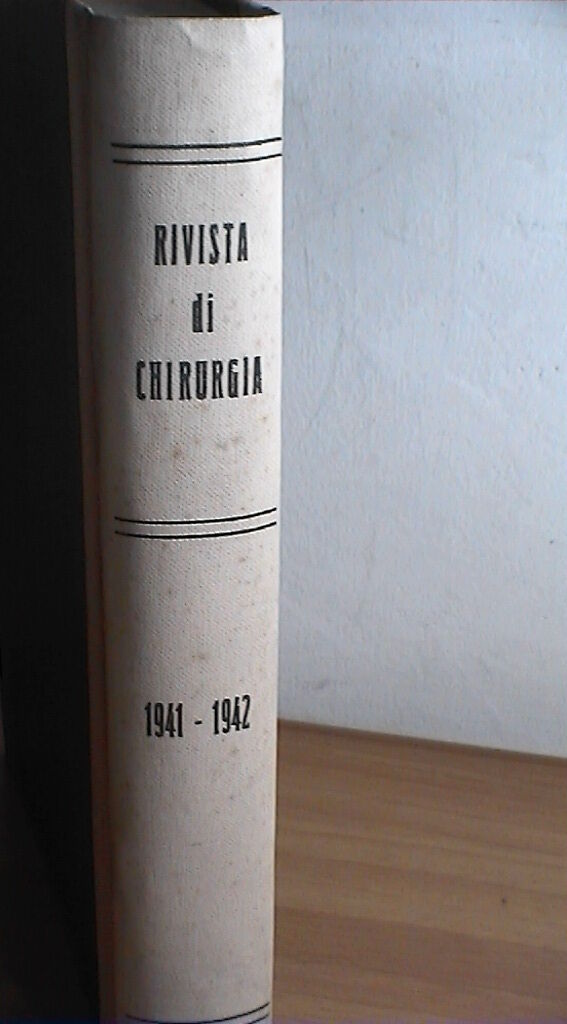 RIVISTA
di
CHIRURGIA
1941 - 1942